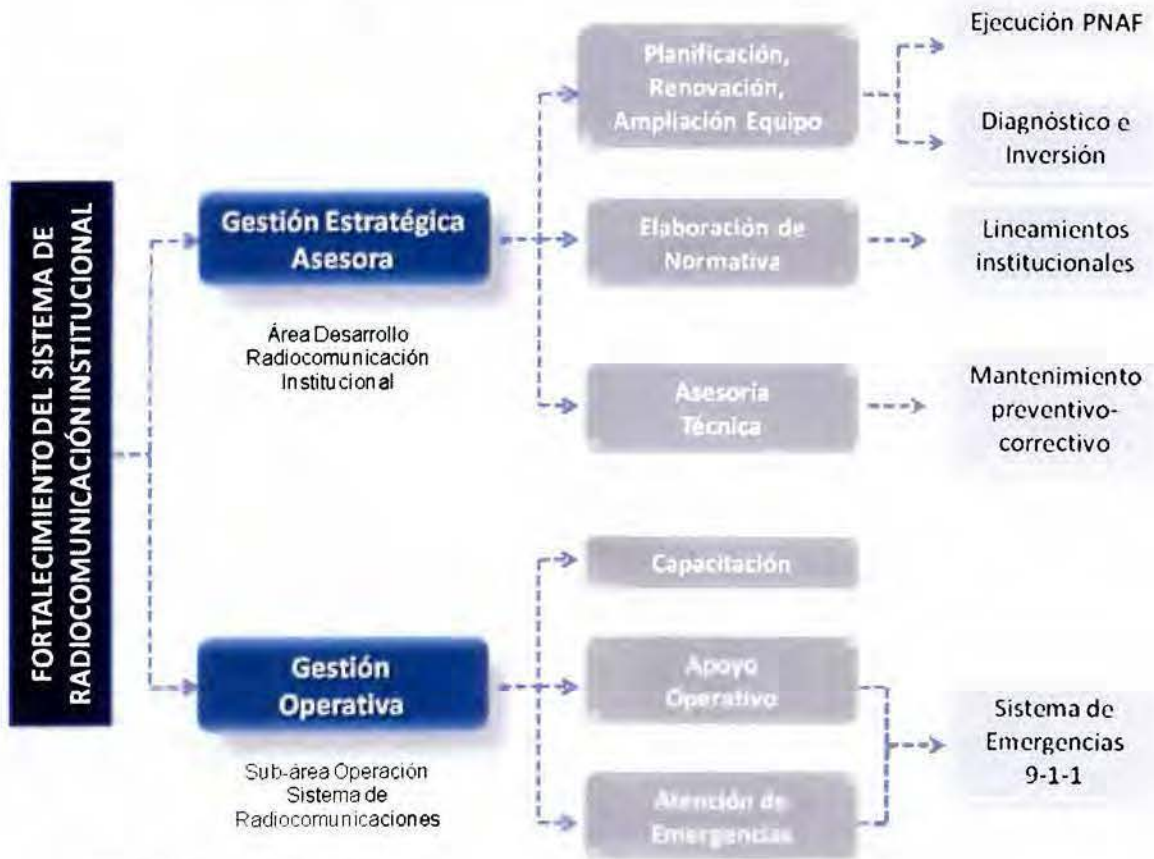 FORTALECIMIENTO DEL SISTEMA DE
RADIOCOMUNICACIÓN INSTITUCIONAL
Gestión Estratégica
Asesora
Área Desarrollo
Radiocomunicación
Institucional
Planificación,
Renovación,
Ampliación Equipo
Ejecución PNAF
Diagnóstico e
Inversión
Elaboración de
Normativa
Lineamientos
institucionales
Asesoría
Técnica
Mantenimiento
preventivo-
correctivo
Gestión
Operativa
Sub-área Operación
Sistema de
Radiocomunicaciones
Capacitación
Apoyo
Operativo
Atención de
Emergencias
Sistema de
Emergencias
9-1-1